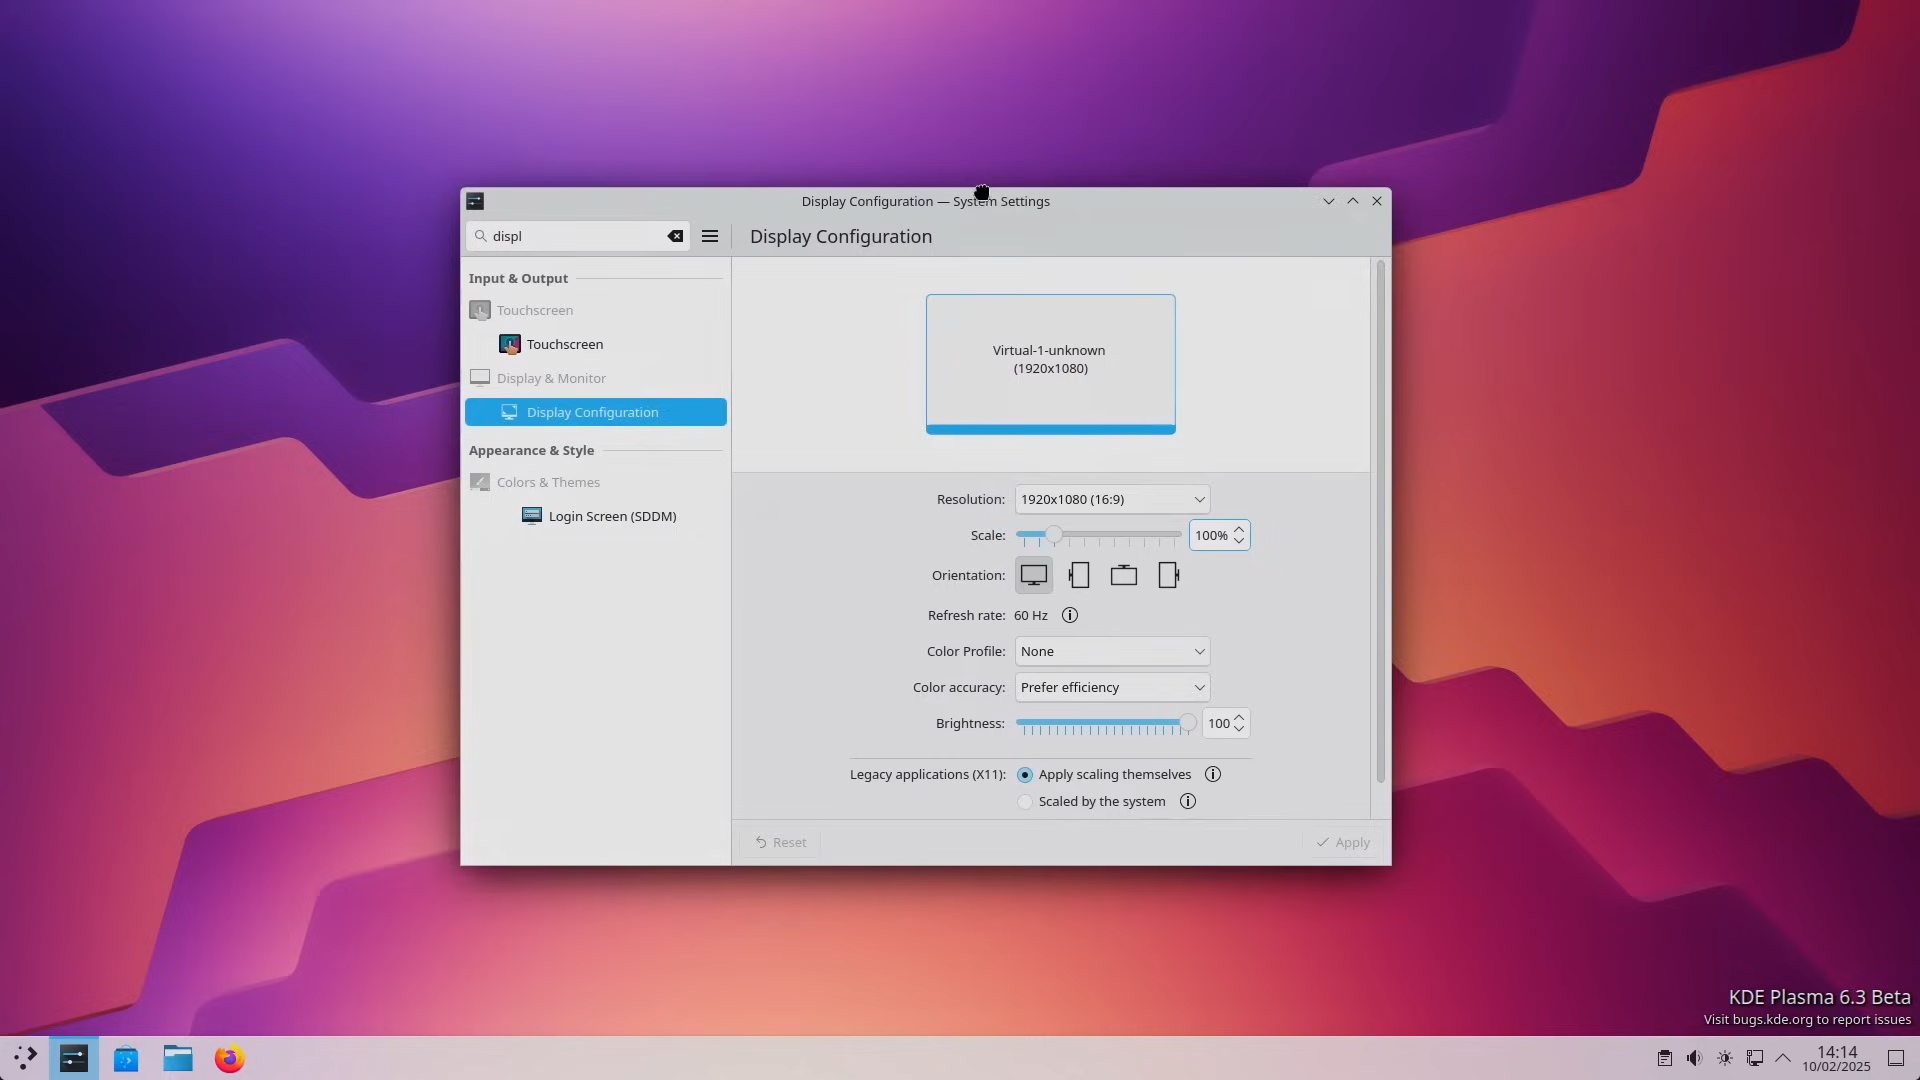 Display Configuration — System Settings
displ
Display Configuration
Input & Output
Touchscreen
Touchscreen
Display & Monitor
Display Configuration
Appearance & Style
Colors & Themes
Login Screen (SDDM)
Virtual-1-unknown
(1920x1080)
Resolution: 1920x1080 (16:9)
Scale: 100%
Orientation:
Refresh rate: 60 Hz
Color Profile: None
Color accuracy: Prefer efficiency
Brightness: 100
Legacy applications (X11): Apply scaling themselves
Scaled by the system
Reset
Apply
KDE Plasma 6.3 Beta
Visit bugs.kde.org to report issues
14:14
10/02/2025